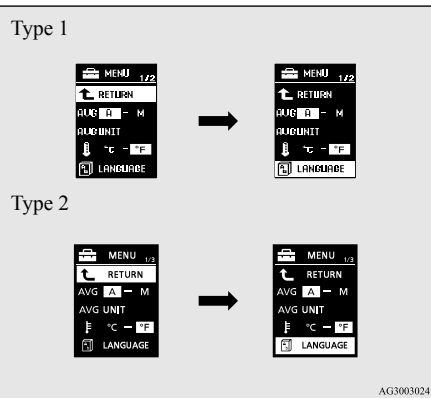 Type 1
MENU 1/2
RETURN
AVG A - M
AVG UNIT
°C - °F
LANGUAGE
MENU 1/2
RETURN
AVG A - M
AVG UNIT
°C - °F
LANGUAGE
Type 2
MENU 1/3
RETURN
AVG A - M
AVG UNIT
°C - °F
LANGUAGE
MENU 1/3
RETURN
AVG A - M
AVG UNIT
°C - °F
LANGUAGE
AG3003024